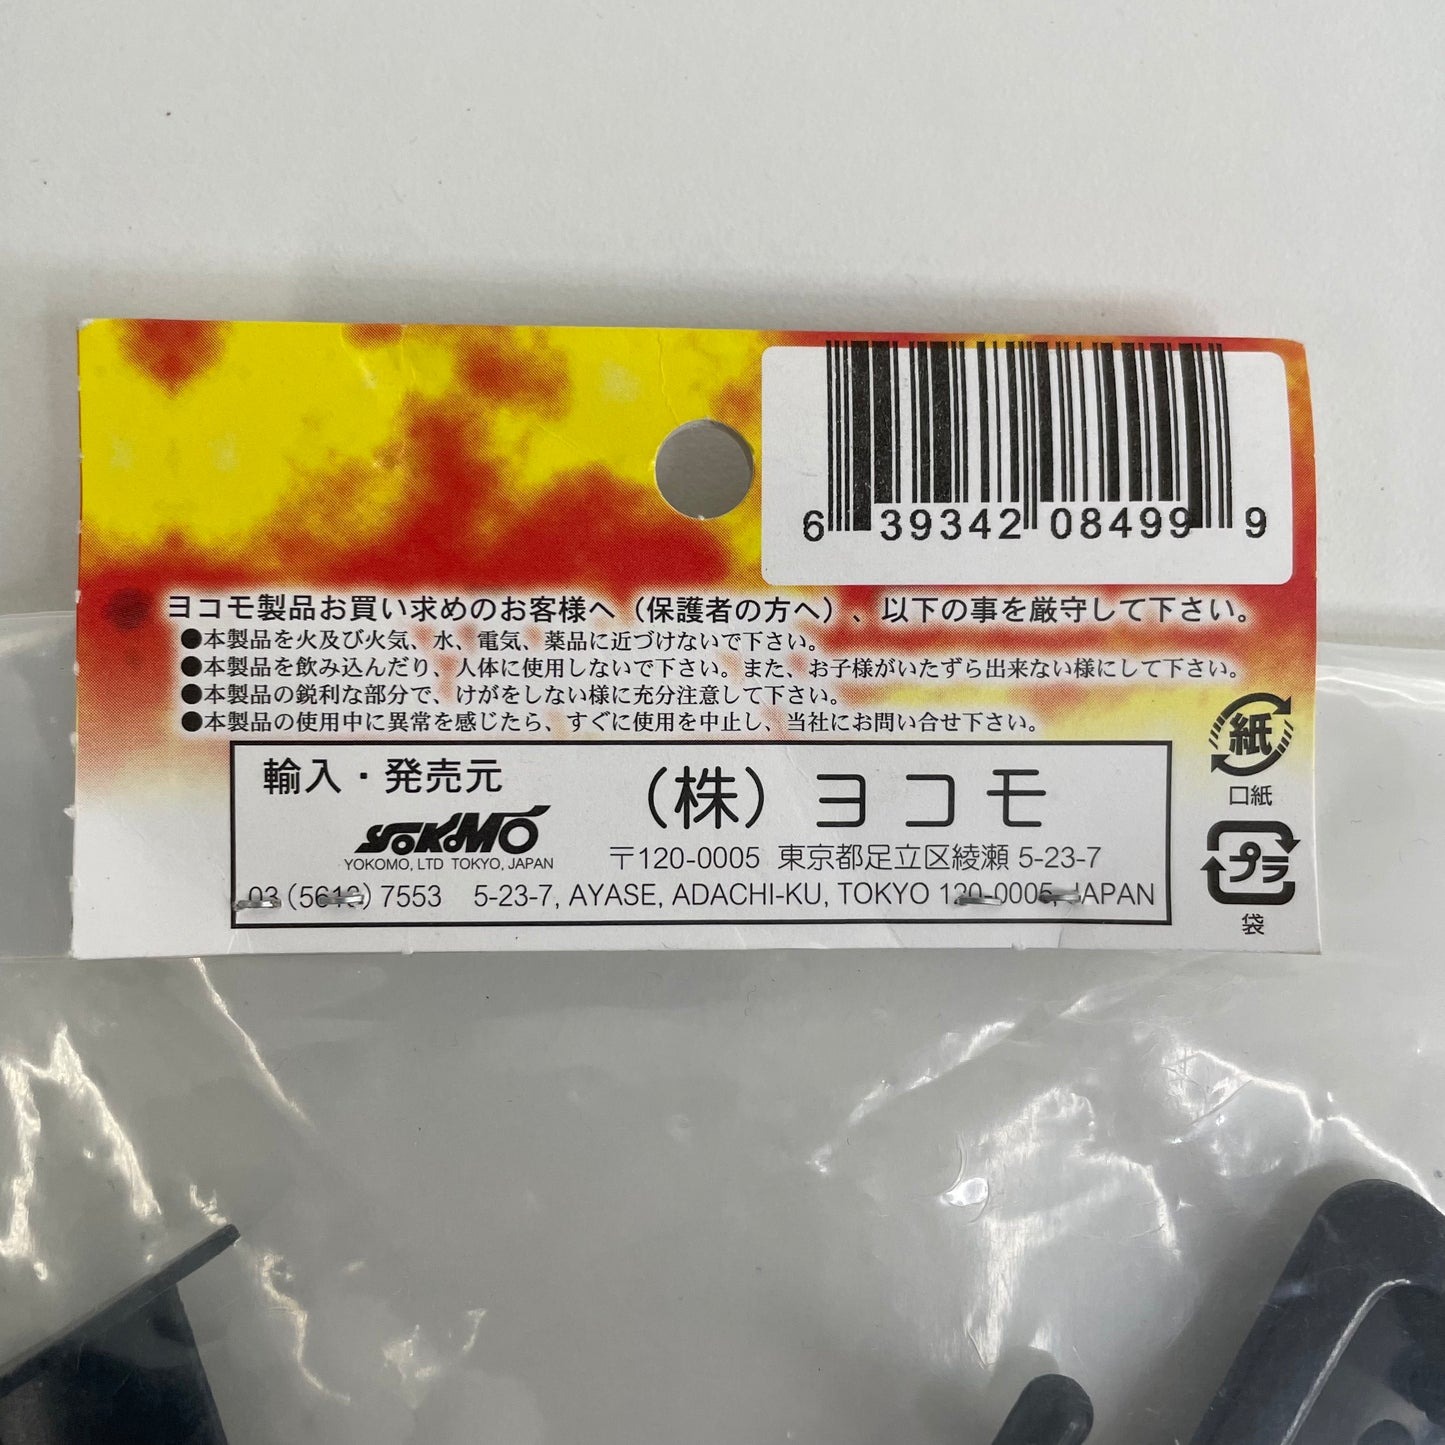 6 39342 08499 9
ヨコモ製品お買い求めのお客様へ（保護者の方へ）、以下の事を厳守して下さい。
●本製品を火及び火気、水、電気、薬品に近づけないで下さい。
●本製品を飲み込んだり、人体に使用しないで下さい。また、お子様がいたずら出来ない様にして下さい。
●本製品の鋭利な部分で、けがをしない様に充分注意して下さい。
●本製品の使用中に異常を感じたら、すぐに使用を中止し、当社にお問い合せ下さい。
輸入・発売元
YOKOMO
YOKOMO, LTD TOKYO, JAPAN
（株）ヨコモ
〒120-0005 東京都足立区綾瀬 5-23-7
7553 5-23-7, AYASE, ADACHI-KU, TOKYO 120-0005, JAPAN
紙
口紙
プラ
袋